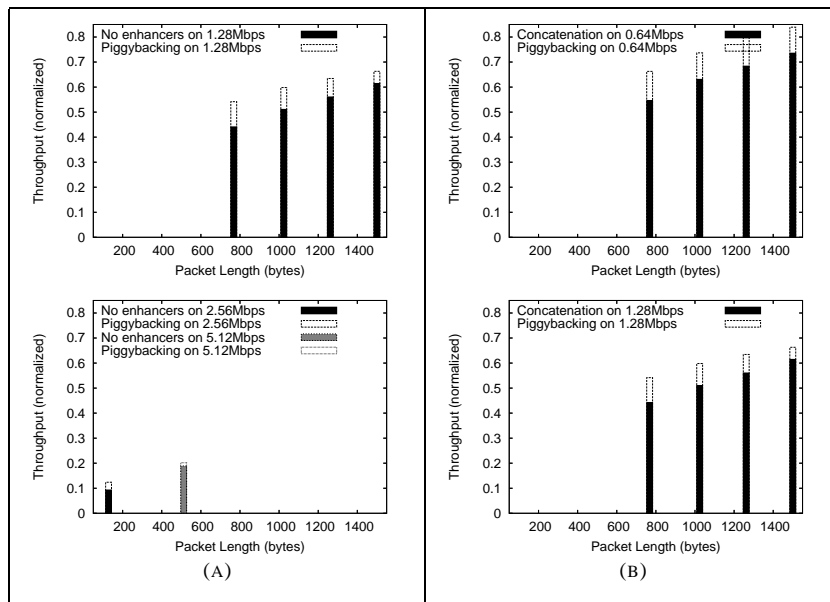 No enhancers on 1.28Mbps
Piggybacking on 1.28Mbps
Throughput (normalized)
0.8
0.7
0.6
0.5
0.4
0.3
0.2
0.1
0
200 400 600 800 1000 1200 1400
Packet Length (bytes)
No enhancers on 2.56Mbps
Piggybacking on 2.56Mbps
No enhancers on 5.12Mbps
Piggybacking on 5.12Mbps
Throughput (normalized)
0.8
0.7
0.6
0.5
0.4
0.3
0.2
0.1
0
200 400 600 800 1000 1200 1400
Packet Length (bytes)
(A)
Concatenation on 0.64Mbps
Piggybacking on 0.64Mbps
Throughput (normalized)
0.8
0.7
0.6
0.5
0.4
0.3
0.2
0.1
0
200 400 600 800 1000 1200 1400
Packet Length (bytes)
Concatenation on 1.28Mbps
Piggybacking on 1.28Mbps
Throughput (normalized)
0.8
0.7
0.6
0.5
0.4
0.3
0.2
0.1
0
200 400 600 800 1000 1200 1400
Packet Length (bytes)
(B)